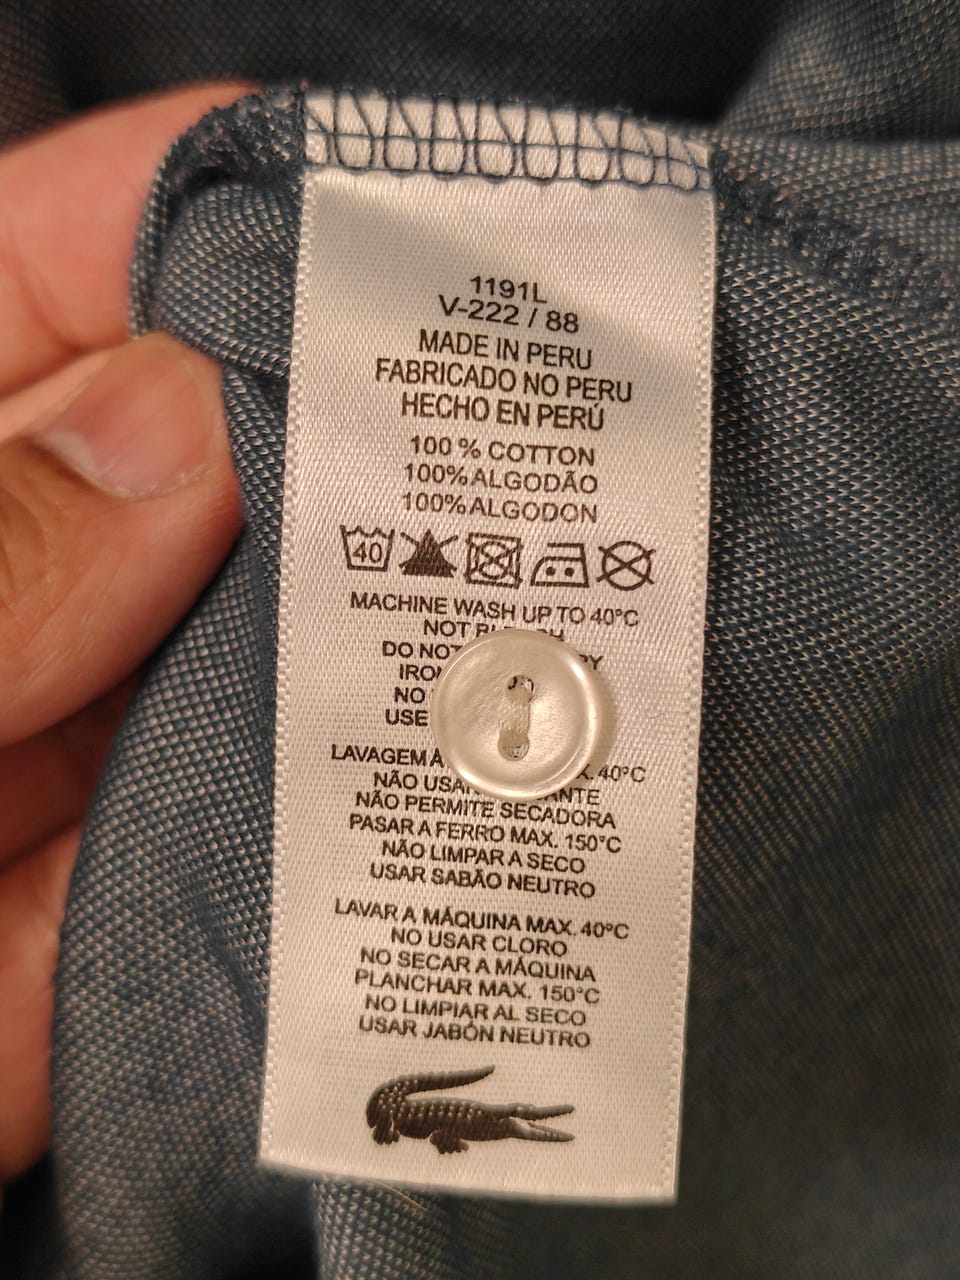 1191L
V-222 / 88
MADE IN PERU
FABRICADO NO PERU
HECHO EN PERÚ
100 % COTTON
100% ALGODÃO
100% ALGODON
40
MACHINE WASH UP TO 40°C
NOT
DO NOT
NO
USE
LAVAGEM 40°C
NÃO
NÃO PERMITE SECADORA
PASAR A FERRO MAX. 150°C
NÃO LIMPAR A SECO
USAR SABÃO NEUTRO
LAVAR A MÁQUINA MAX. 40°C
NO USAR CLORO
NO SECAR A MÁQUINA
PLANCHAR MAX. 150°C
NO LIMPIAR AL SECO
USAR JABÓN NEUTRO